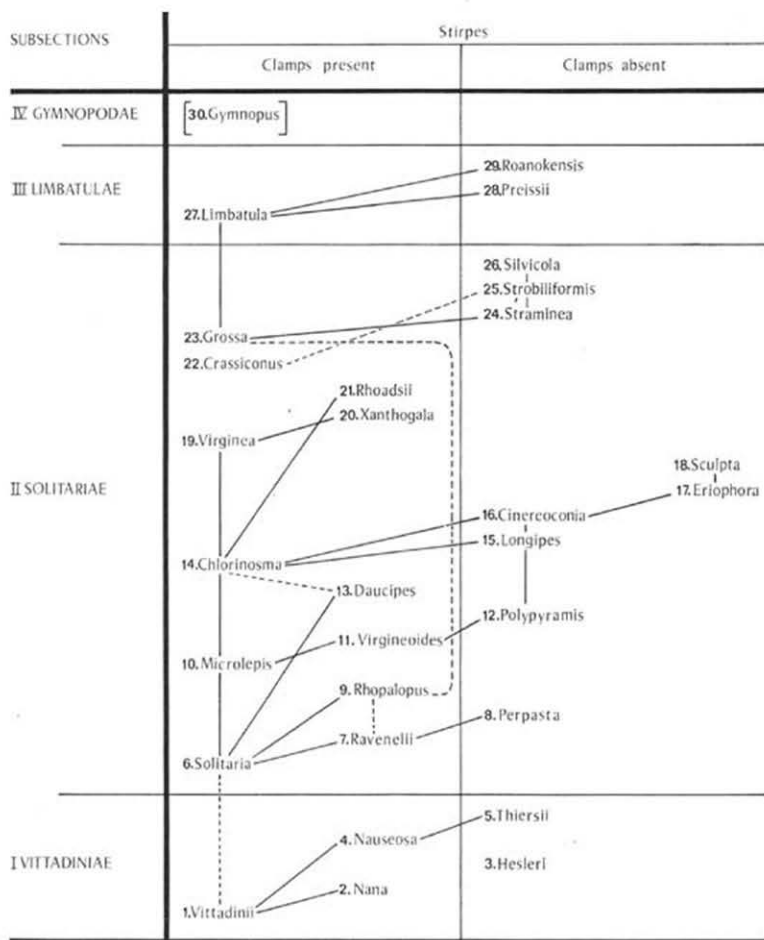 SUBSECTIONS
Stirpes
Clamps present
Clamps absent
IV GYMNOPODAE
[30.Gymnopus]
III LIMBATULAE
29.Roanokensis
28.Preissii
27.Limbatula
II SOLITARIAE
26.Silvicola
25.Strobiliformis
24.Straminea
23.Grossa
22.Crassiconus
21.Rhoadsii
20.Xanthogala
19.Virginea
18.Sculpta
17.Eriophora
16.Cinereoconia
15.Longipes
14.Chlorinosma
13.Daucipes
12.Polypyramis
11.Virgineoides
10.Microlepis
9.Rhopalopus
8.Perpasta
7.Ravenelii
6.Solitaria
I VITTADINIAE
5.Thiersii
4.Nauseosa
3.Hesleri
2.Nana
1.Vittadinii